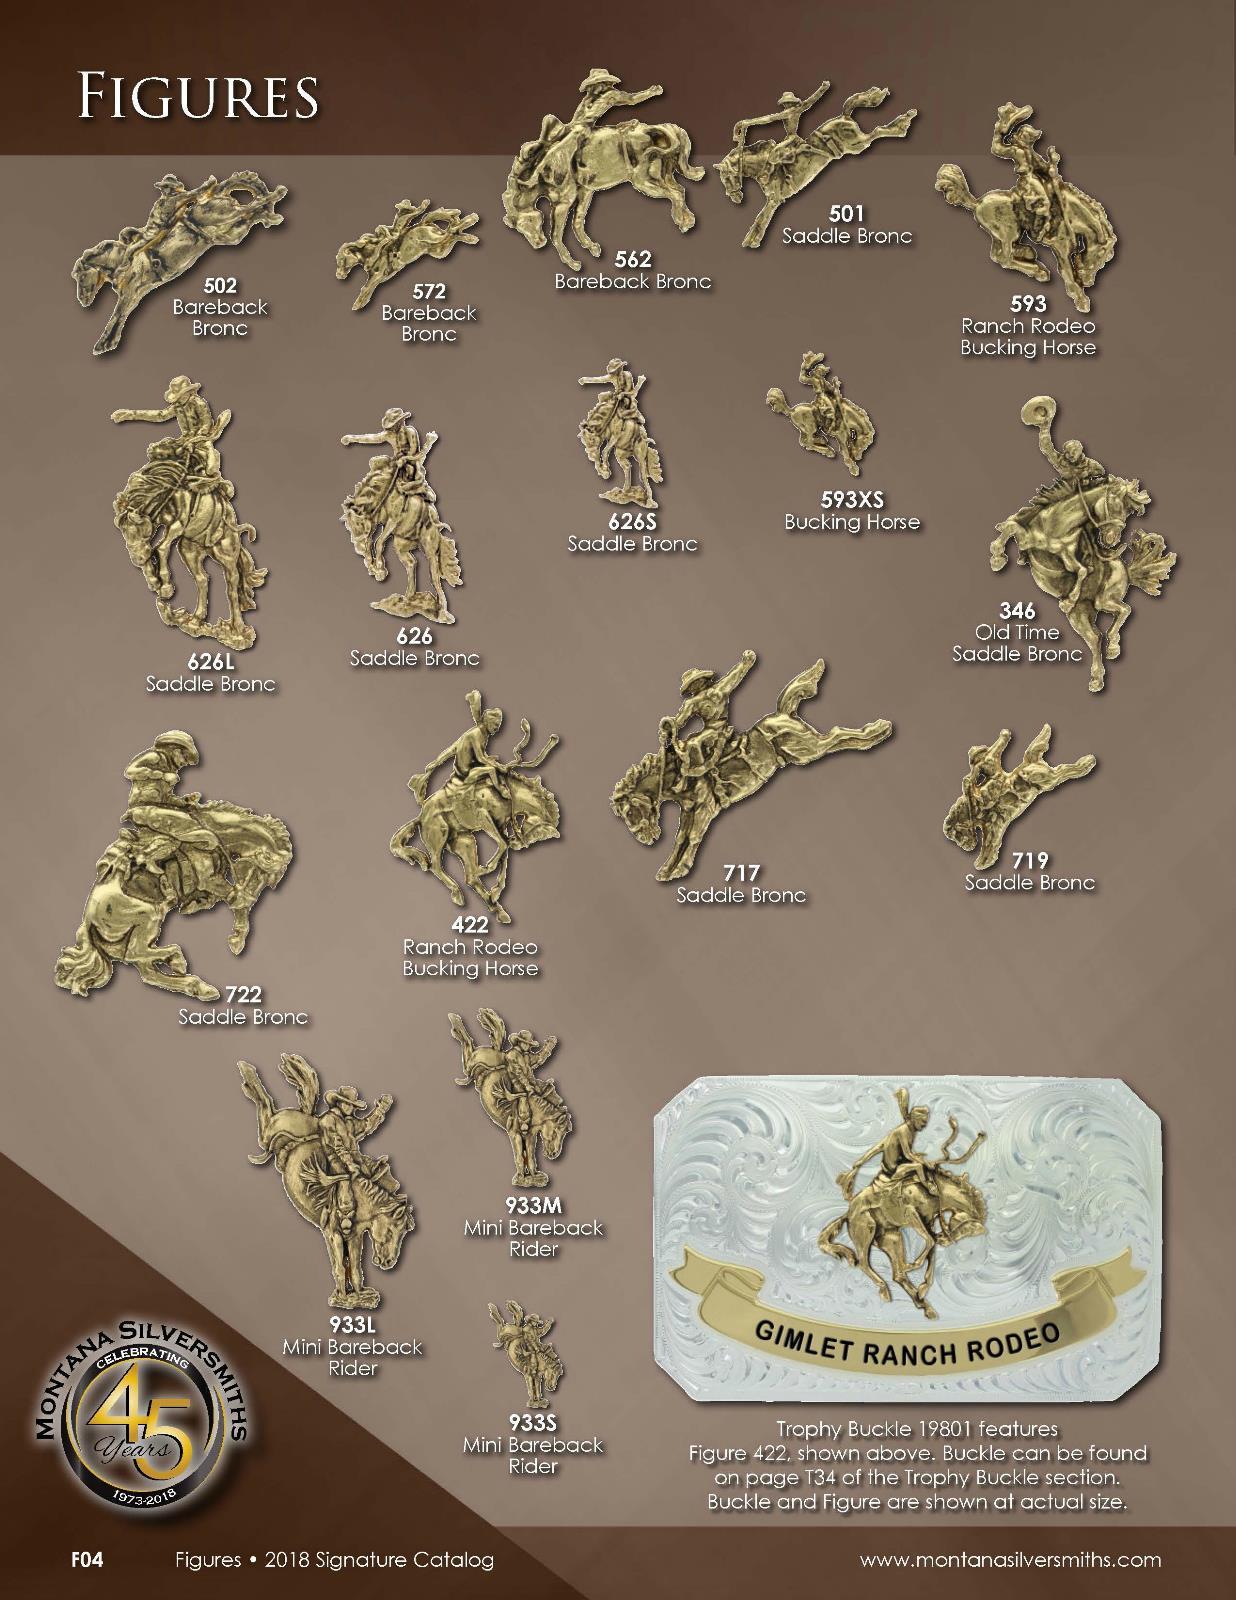 FIGURES
502
Bareback
Bronc
572
Bareback
Bronc
562
Bareback Bronc
501
Saddle Bronc
593
Ranch Rodeo
Bucking Horse
626L
Saddle Bronc
626
Saddle Bronc
626S
Saddle Bronc
593XS
Bucking Horse
346
Old Time
Saddle Bronc
722
Saddle Bronc
422
Ranch Rodeo
Bucking Horse
717
Saddle Bronc
719
Saddle Bronc
933L
Mini Bareback
Rider
933M
Mini Bareback
Rider
933S
Mini Bareback
Rider
GIMLET RANCH RODEO
Trophy Buckle 19801 features
Figure 422, shown above. Buckle can be found
on page T34 of the Trophy Buckle section.
Buckle and Figure are shown at actual size.
MONTANA SILVERSMITHS
CELEBRATING
45
Years
1973-2018
F04 Figures • 2018 Signature Catalog www.montanasilversmiths.com